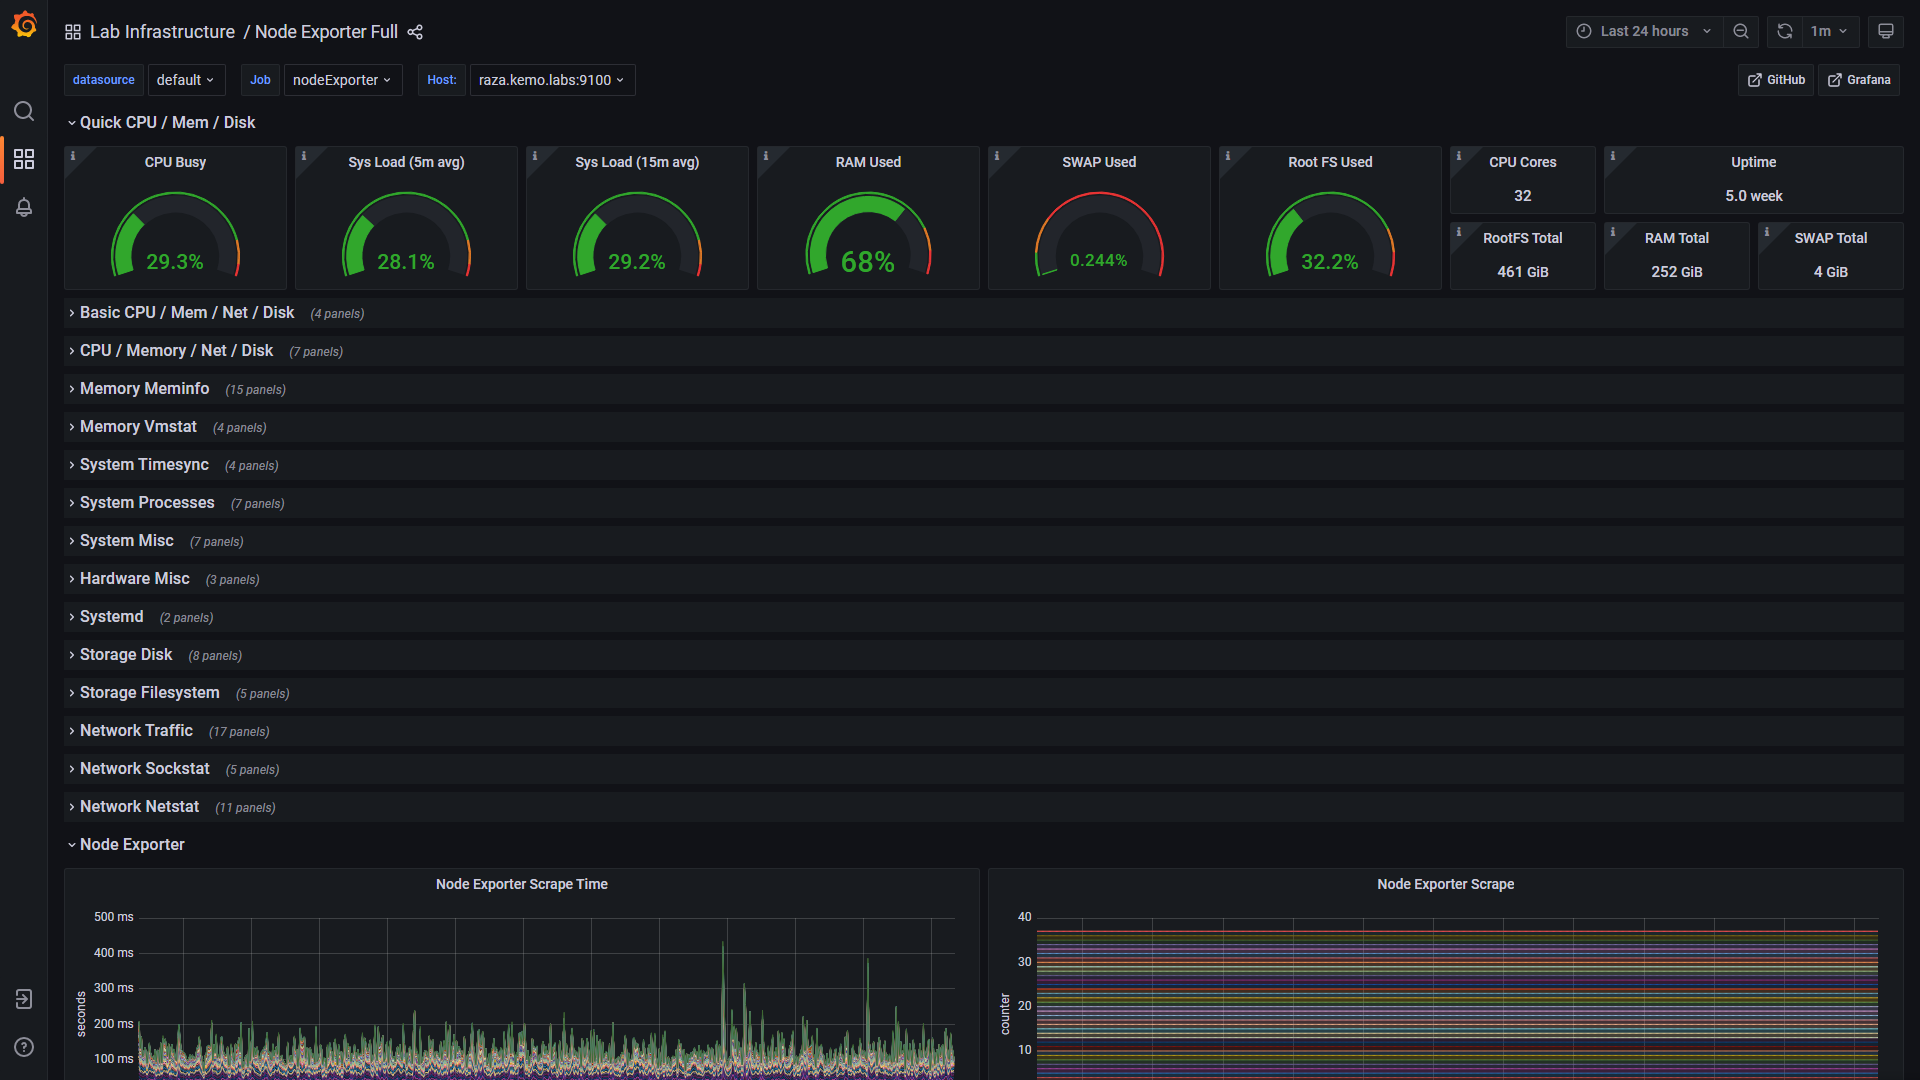 Lab Infrastructure / Node Exporter Full
Last 24 hours
1m
datasource default
Job nodeExporter
Host: raza.kemo.labs:9100
GitHub
Grafana
Quick CPU / Mem / Disk
CPU Busy
29.3%
Sys Load (5m avg)
28.1%
Sys Load (15m avg)
29.2%
RAM Used
68%
SWAP Used
0.244%
Root FS Used
32.2%
CPU Cores
32
Uptime
5.0 week
RootFS Total
461 GiB
RAM Total
252 GiB
SWAP Total
4 GiB
Basic CPU / Mem / Net / Disk (4 panels)
CPU / Memory / Net / Disk (7 panels)
Memory Meminfo (15 panels)
Memory Vmstat (4 panels)
System Timesync (4 panels)
System Processes (7 panels)
System Misc (7 panels)
Hardware Misc (3 panels)
Systemd (2 panels)
Storage Disk (8 panels)
Storage Filesystem (5 panels)
Network Traffic (17 panels)
Network Sockstat (5 panels)
Network Netstat (11 panels)
Node Exporter
Node Exporter Scrape Time
500 ms
400 ms
300 ms
200 ms
100 ms
seconds
Node Exporter Scrape
40
30
20
10
counter